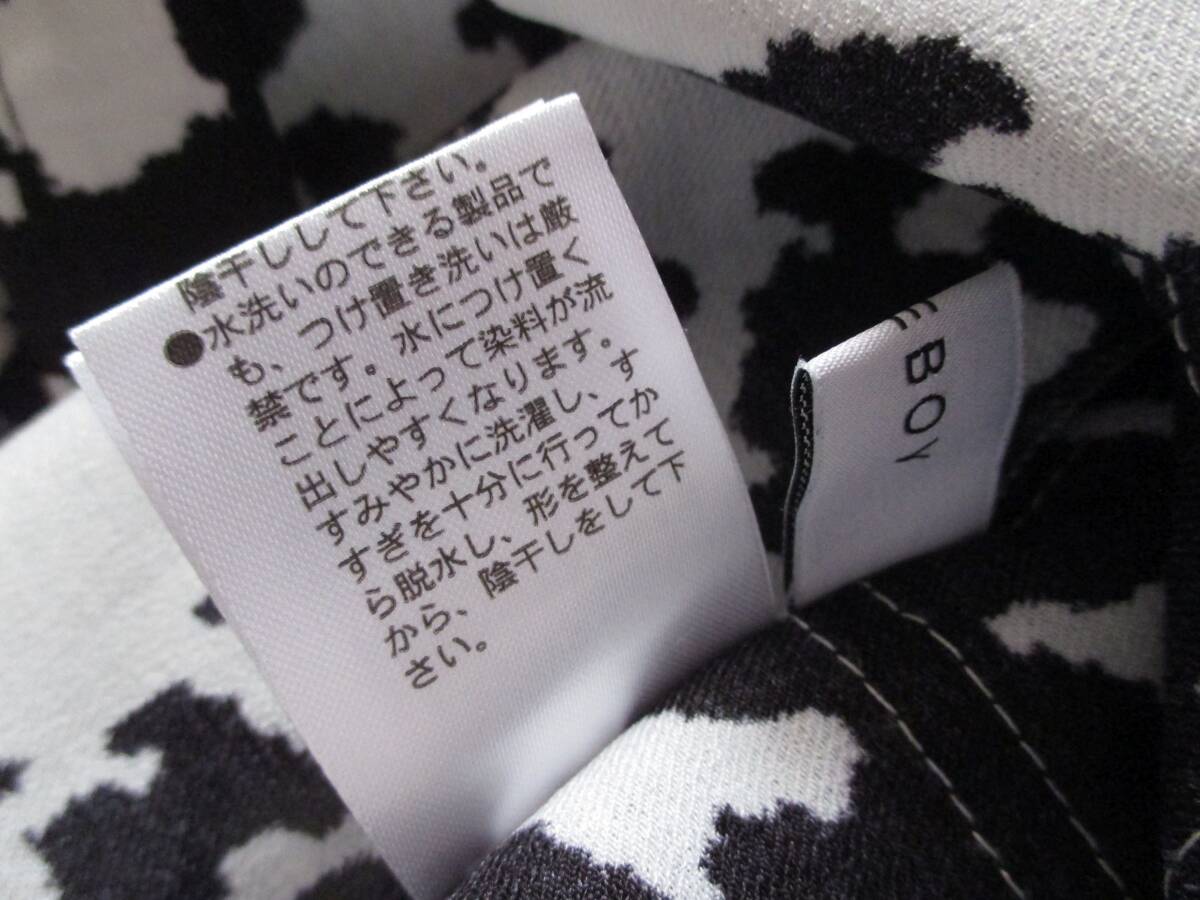 陰干しして下さい。
●水洗いのできる製品で
も、つけ置き洗いは厳
禁です。水につけ置く
ことによって染料が流
出しやすくなります。
すみやかに洗濯し、す
すぎを十分に行ってか
ら脱水し、形を整えて
から、陰干しをして下
さい。
E BOY